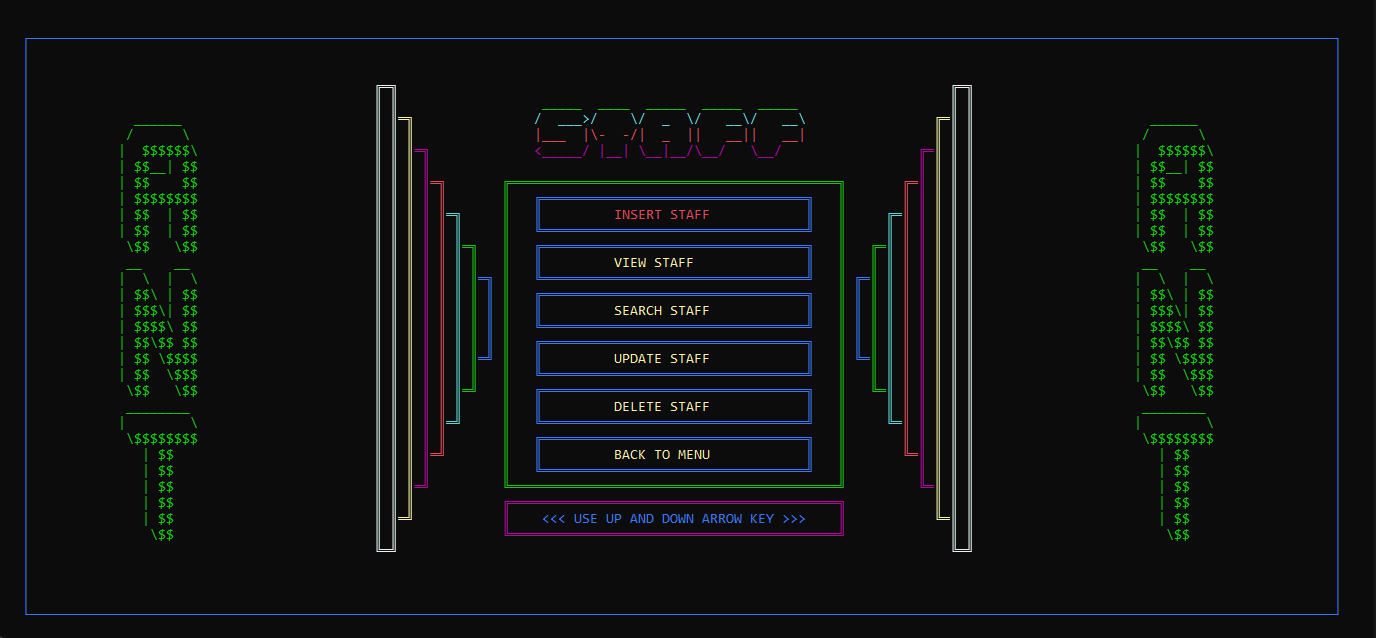 STAFF
INSERT STAFF
VIEW STAFF
SEARCH STAFF
UPDATE STAFF
DELETE STAFF
BACK TO MENU
<<< USE UP AND DOWN ARROW KEY >>>
A
N
T
A
N
T